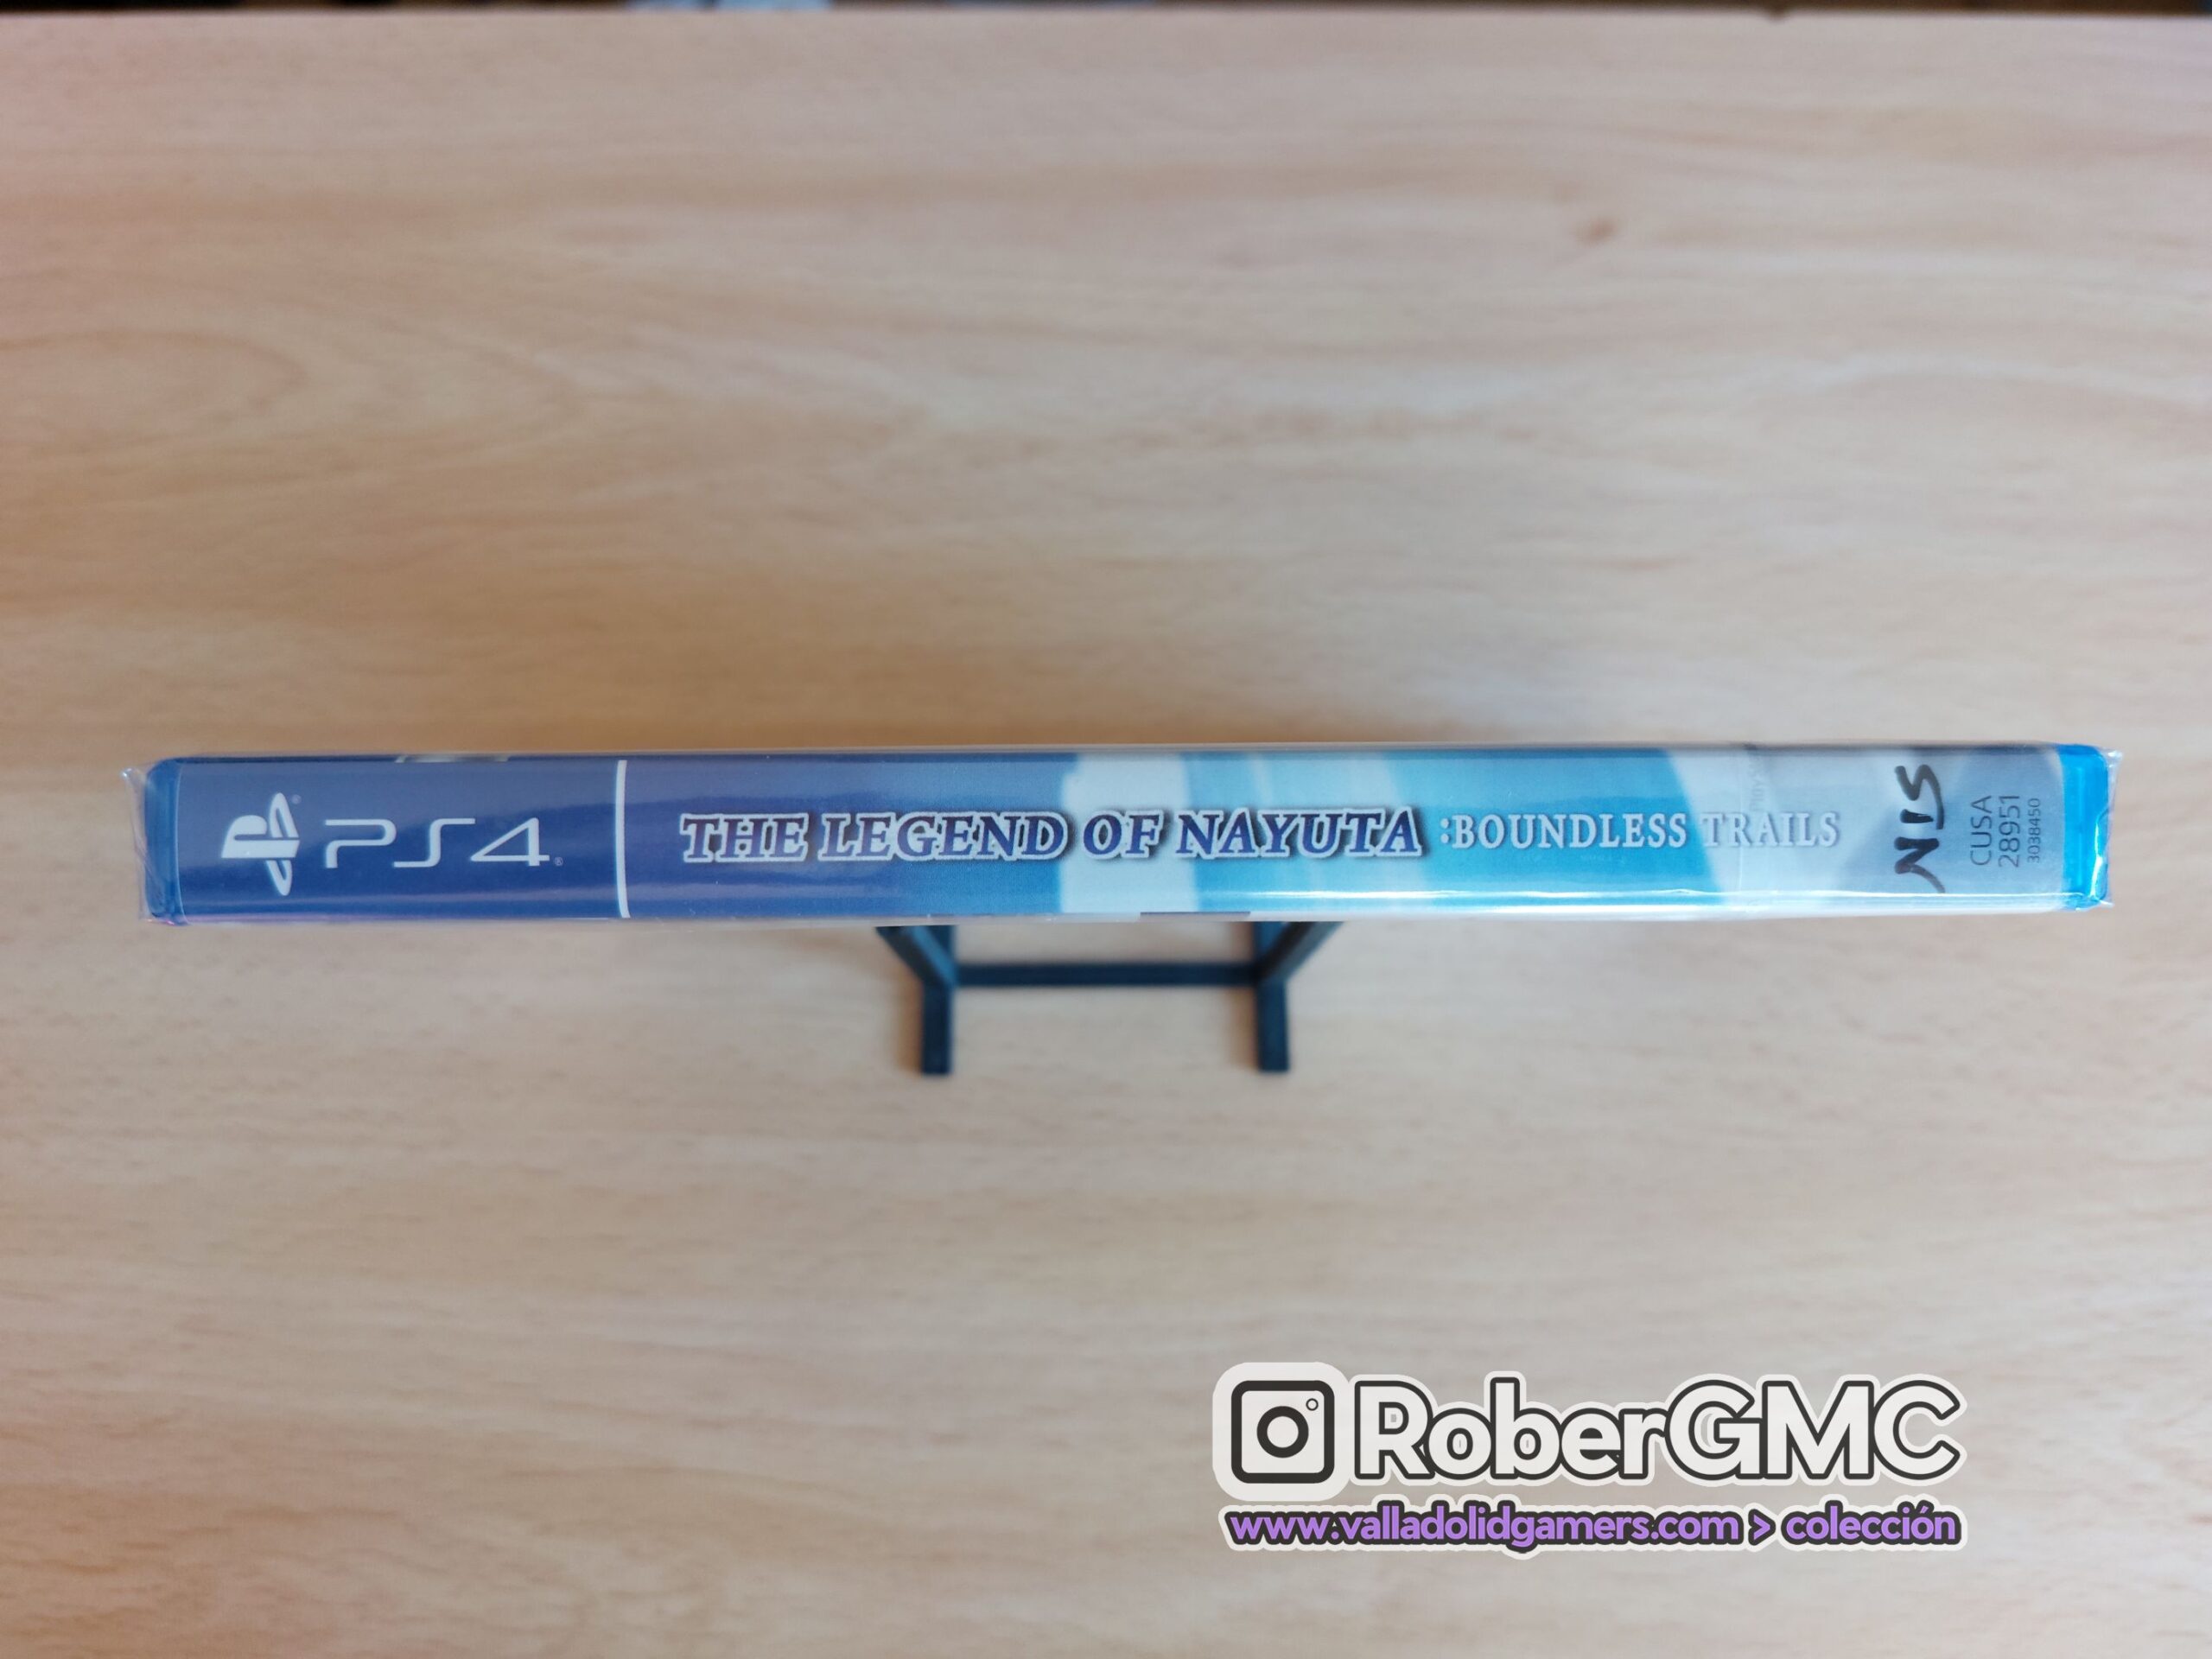 PS4
THE LEGEND OF NAYUTA :BOUNDLESS TRAILS
NIS
CUSA
28951
3038450
RoberGMC
www.valladolidgamers.com > colección